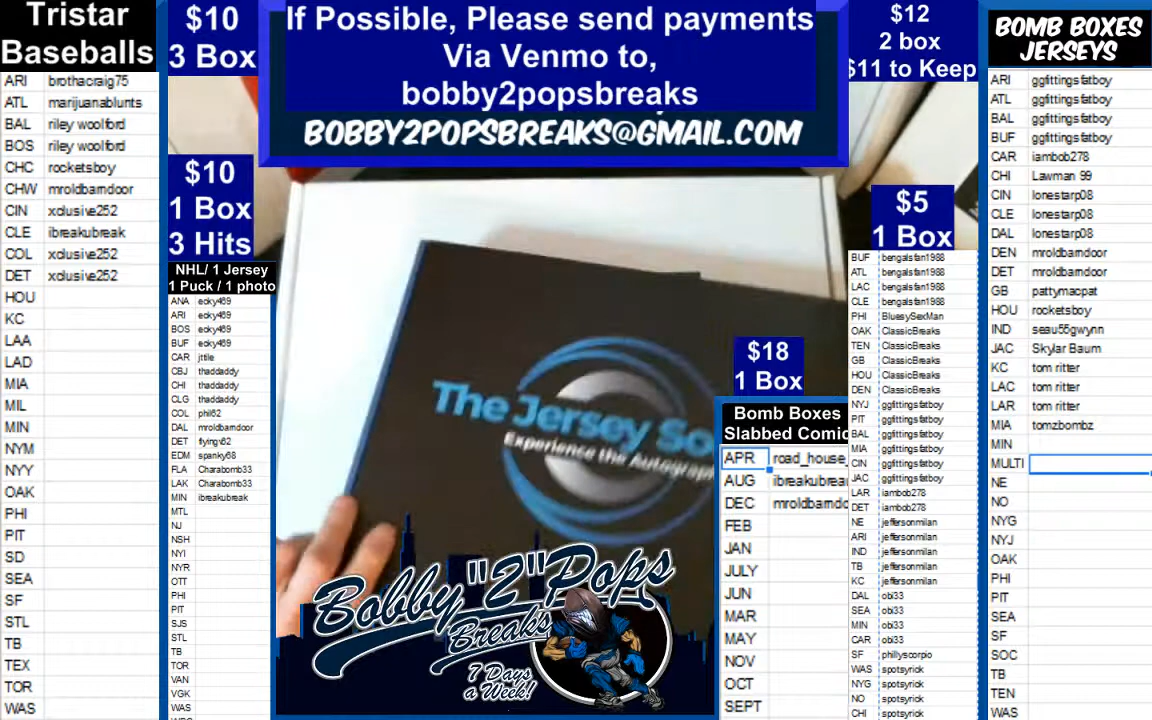 Tristar
Baseballs
ARI brothacraig75
ATL marijuanablunts
BAL riley woolford
BOS riley woolford
CHC rocketsboy
CHW mroldbarndoor
CIN xclusive252
CLE ibreakubreak
COL xclusive252
DET xclusive252
HOU
KC
LAA
LAD
MIA
MIL
MIN
NYM
NYY
OAK
PHI
PIT
SD
SEA
SF
STL
TB
TEX
TOR
WAS
$10
3 Box
$10
1 Box
3 Hits
NHL/ 1 Jersey
1 Puck / 1 photo
ANA ecky469
ARI ecky469
BOS ecky469
BUF ecky469
CAR jttile
CBJ thaddaddy
CHI thaddaddy
CLG thaddaddy
COL phil62
DAL mroldbarndoor
DET flying62
EDM spanky68
FLA Charabomb33
LAK Charabomb33
MIN ibreakubreak
MTL
NJ
NSH
NYI
NYR
OTT
PHI
PIT
SJS
STL
TB
TOR
VAN
VGK
WAS
If Possible, Please send payments
Via Venmo to,
bobby2popsbreaks
BOBBY2POPSBREAKS@GMAIL.COM
The Jersey So
Experience the Autograph
Bobby "2" Pops
Breaks
7 Days
a Week!
$18
1 Box
Bomb Boxes
Slabbed Comic
APR road_house_
AUG ibreakubreak
DEC mroldbarndo
FEB
JAN
JULY
JUN
MAR
MAY
NOV
OCT
SEPT
$12
2 box
$11 to Keep
$5
1 Box
BUF bengalsfan1988
ATL bengalsfan1988
LAC bengalsfan1988
CLE bengalsfan1988
PHI BluesySexMan
OAK ClassicBreaks
TEN ClassicBreaks
GB ClassicBreaks
HOU ClassicBreaks
DEN ClassicBreaks
NYJ ggfittingsfatboy
PIT ggfittingsfatboy
BAL ggfittingsfatboy
MIA ggfittingsfatboy
CIN ggfittingsfatboy
JAC ggfittingsfatboy
LAR iambob278
DET iambob278
NE jeffersonmilan
ARI jeffersonmilan
IND jeffersonmilan
TB jeffersonmilan
KC jeffersonmilan
DAL obi33
SEA obi33
MIN obi33
CAR obi33
SF phillyscorpio
WAS spotsyrick
NYG spotsyrick
NO spotsyrick
CHI spotsyrick
BOMB BOXES
JERSEYS
ARI ggfittingsfatboy
ATL ggfittingsfatboy
BAL ggfittingsfatboy
BUF ggfittingsfatboy
CAR iambob278
CHI Lawman 99
CIN lonestarp08
CLE lonestarp08
DAL lonestarp08
DEN mroldbarndoor
DET mroldbarndoor
GB pattymacpat
HOU rocketsboy
IND seau55gwynn
JAC Skylar Baum
KC tom ritter
LAC tom ritter
LAR tom ritter
MIA tomzbombz
MIN
MULTI
NE
NO
NYG
NYJ
OAK
PHI
PIT
SEA
SF
SOC
TB
TEN
WAS